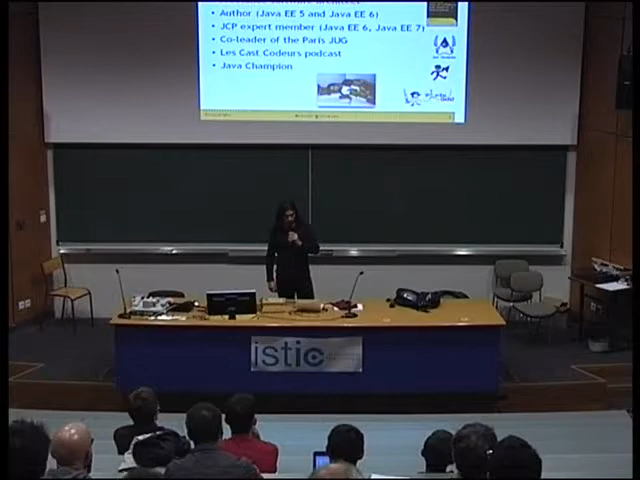 • Author (Java EE 5 and Java EE 6)
• JCP expert member (Java EE 6, Java EE 7)
• Co-leader of the Paris JUG
• Les Cast Codeurs podcast
• Java Champion
istic